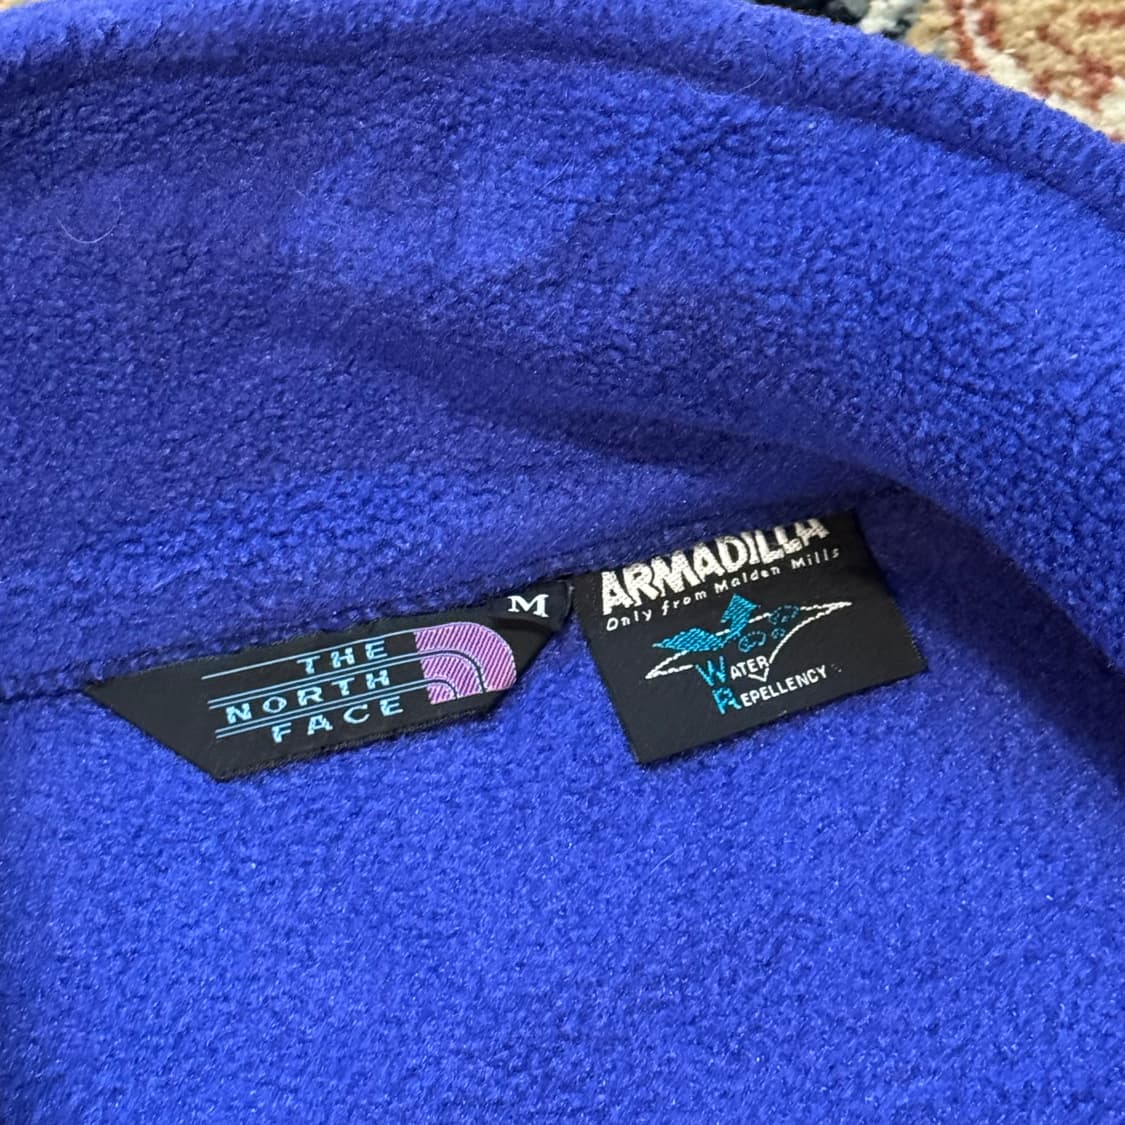 THE
NORTH
FACE
M
ARMADILLA
Only from Malden Mills
WATER
REPELLENCY